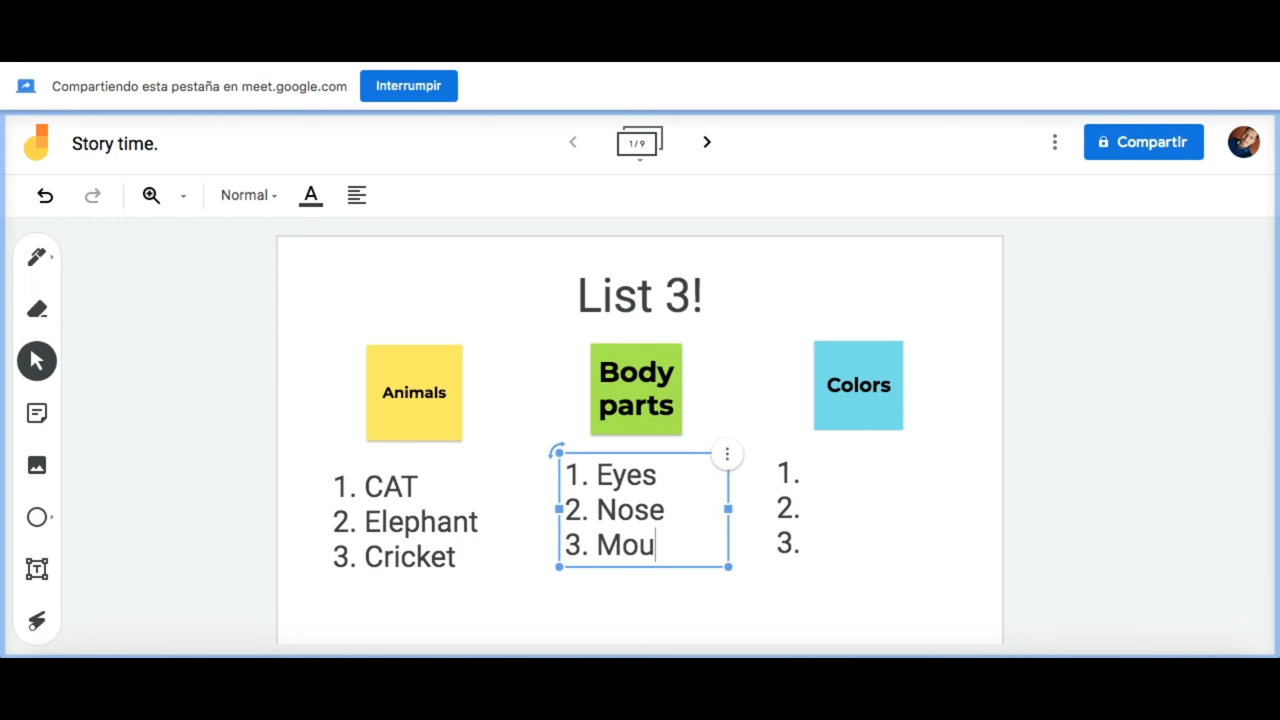 Compartiendo esta pestaña en meet.google.com Interrumpir
Story time.
1/9
Compartir
Normal
A
List 3!
Animals
Body
parts
Colors
1. CAT
2. Elephant
3. Cricket
1. Eyes
2. Nose
3. Mou
1.
2.
3.